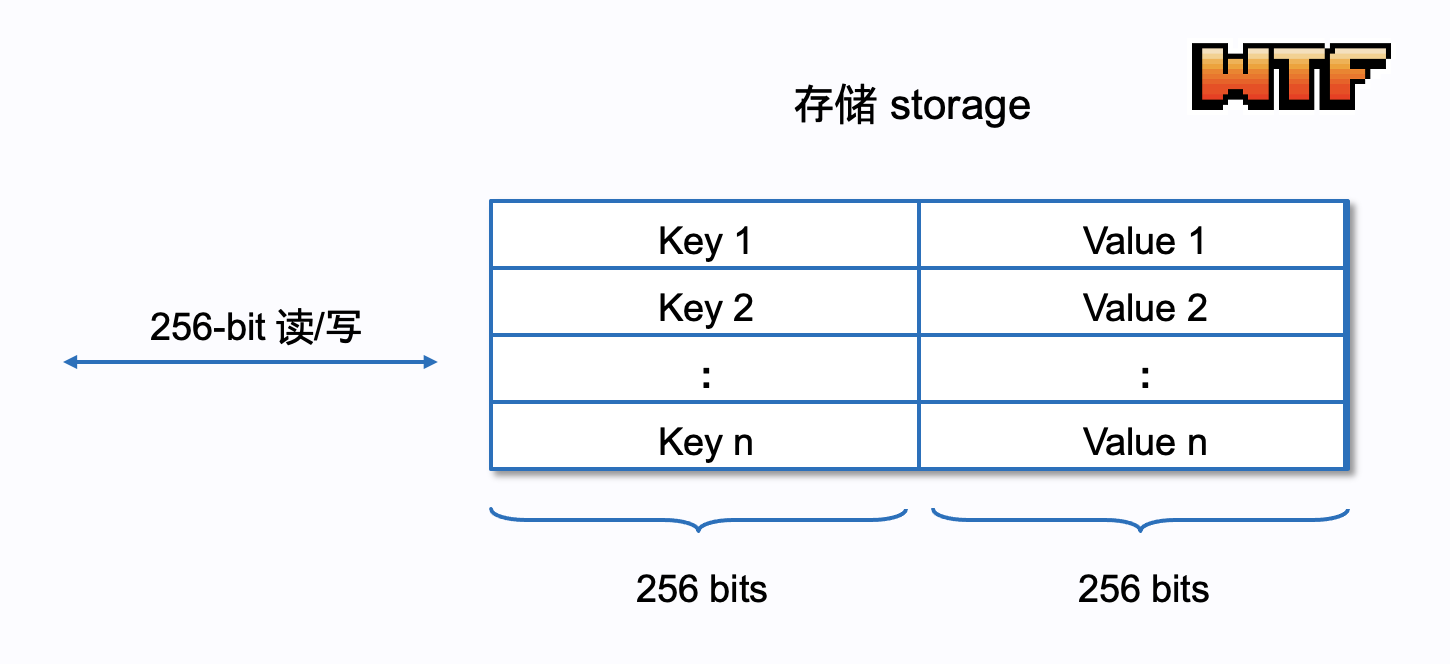 WTF
存储 storage
Key 1 Value 1
256-bit 读/写
Key 2 Value 2
: :
Key n Value n
256 bits 256 bits